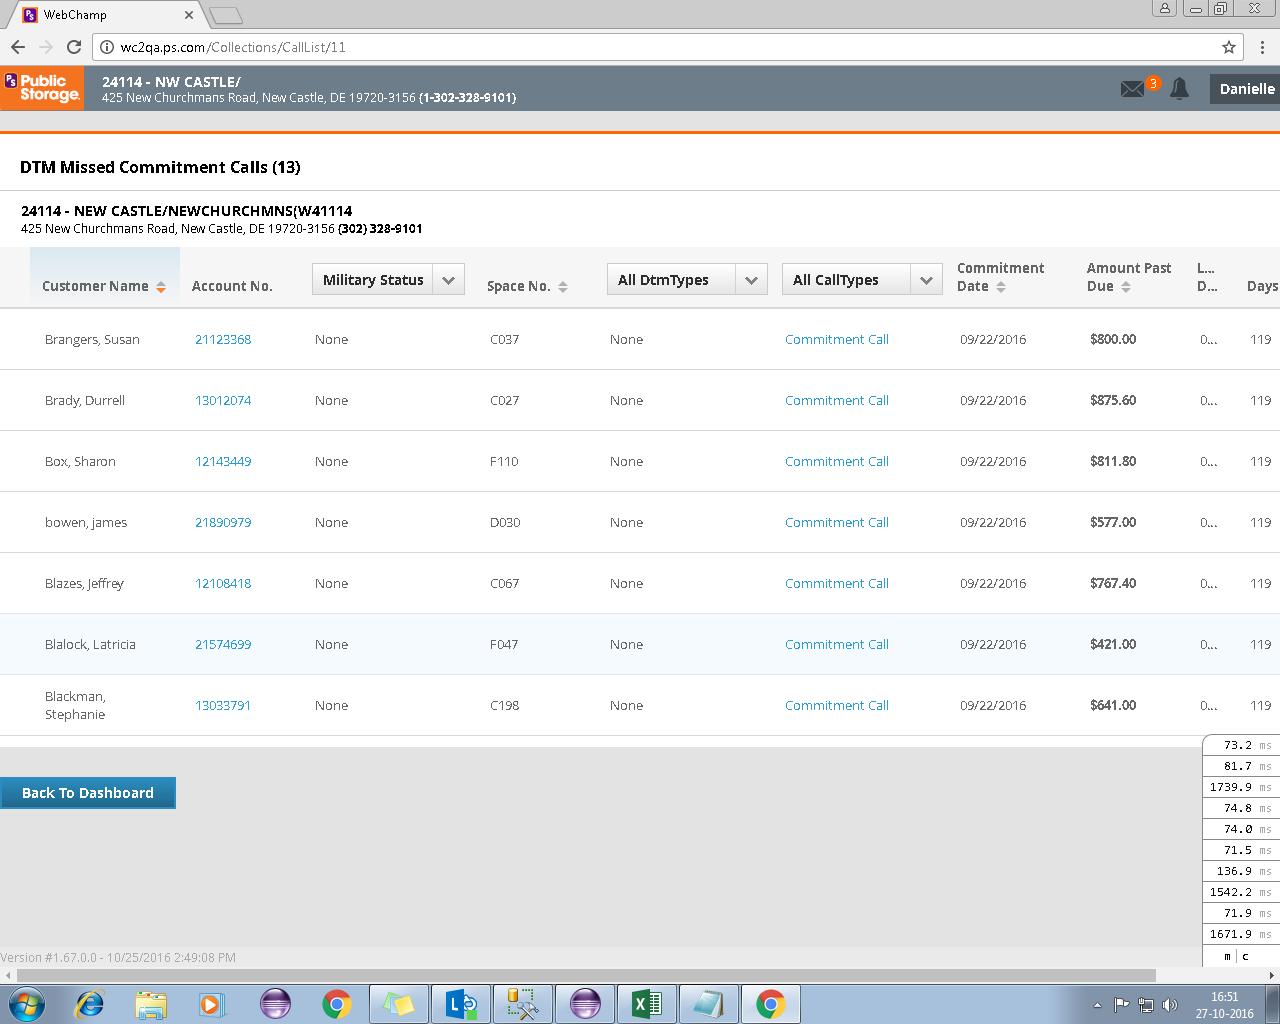 WebChamp
wc2qa.ps.com/Collections/CallList/11
PS Public Storage.
24114 - NW CASTLE/
425 New Churchmans Road, New Castle, DE 19720-3156 (1-302-328-9101)
3
Danielle
DTM Missed Commitment Calls (13)
24114 - NEW CASTLE/NEWCHURCHMNS(W41114
425 New Churchmans Road, New Castle, DE 19720-3156 (302) 328-9101
Customer Name Account No. Military Status Space No. All DtmTypes All CallTypes Commitment Date Amount Past Due L... D... Days
Brangers, Susan 21123368 None C037 None Commitment Call 09/22/2016 $800.00 0... 119
Brady, Durrell 13012074 None C027 None Commitment Call 09/22/2016 $875.60 0... 119
Box, Sharon 12143449 None F110 None Commitment Call 09/22/2016 $811.80 0... 119
bowen, james 21890979 None D030 None Commitment Call 09/22/2016 $577.00 0... 119
Blazes, Jeffrey 12108418 None C067 None Commitment Call 09/22/2016 $767.40 0... 119
Blalock, Latricia 21574699 None F047 None Commitment Call 09/22/2016 $421.00 0... 119
Blackman, Stephanie 13033791 None C198 None Commitment Call 09/22/2016 $641.00 0... 119
73.2 ms
81.7 ms
Back To Dashboard
1739.9 ms
74.8 ms
74.0 ms
71.5 ms
136.9 ms
1542.2 ms
71.9 ms
1671.9 ms
m | c
Version #1.67.0.0 - 10/25/2016 2:49:08 PM
16:51
27-10-2016